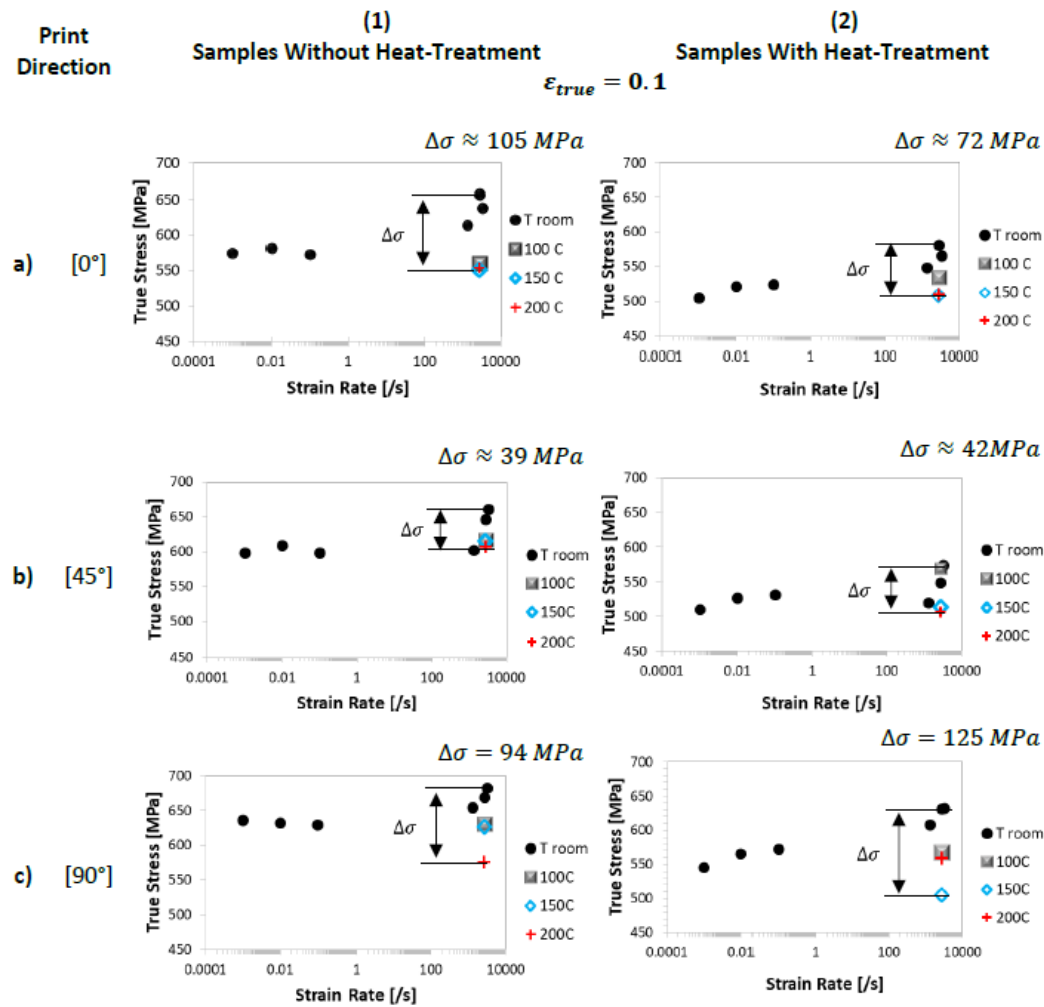 Print
Direction
(1)
Samples Without Heat-Treatment
(2)
Samples With Heat-Treatment
ε_true = 0.1
a) [0°]
Δσ ≈ 105 MPa
True Stress [MPa]
700
650
600
550
500
450
0.0001 0.01 1 100 10000
Strain Rate [/s]
Δσ
T room
100 C
150 C
200 C
Δσ ≈ 72 MPa
True Stress [MPa]
700
650
600
550
500
450
0.0001 0.01 1 100 10000
Strain Rate [/s]
Δσ
T room
100 C
150 C
200 C
b) [45°]
Δσ ≈ 39 MPa
True Stress [MPa]
700
650
600
550
500
450
0.0001 0.01 1 100 10000
Strain Rate [/s]
Δσ
T room
100C
150C
200C
Δσ ≈ 42MPa
True Stress [MPa]
700
650
600
550
500
450
0.0001 0.01 1 100 10000
Strain Rate [/s]
Δσ
T room
100C
150C
200C
c) [90°]
Δσ = 94 MPa
True Stress [MPa]
700
650
600
550
500
450
0.0001 0.01 1 100 10000
Strain Rate [/s]
Δσ
T room
100C
150C
200C
Δσ = 125 MPa
True Stress [MPa]
700
650
600
550
500
450
0.0001 0.01 1 100 10000
Strain Rate [/s]
Δσ
T room
100C
150C
200C